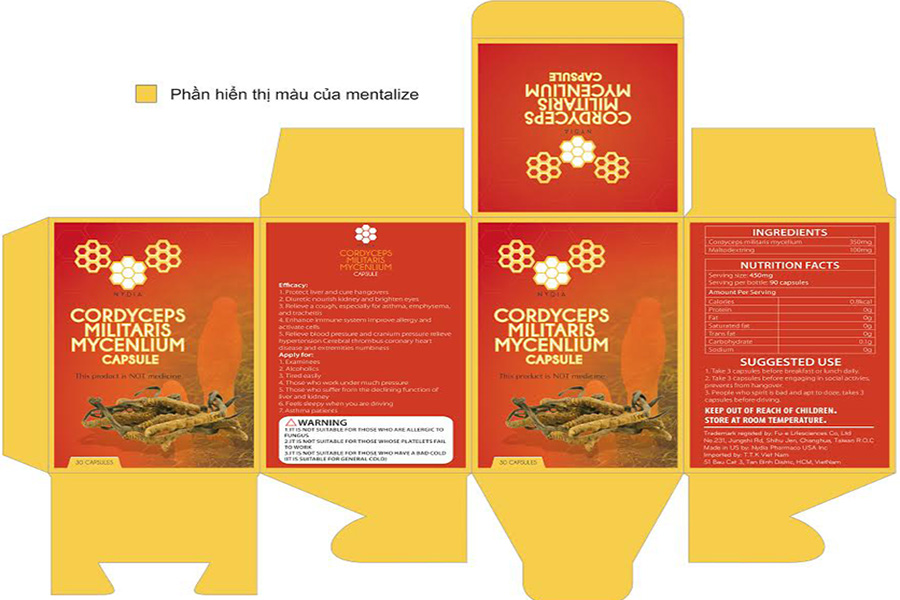 Phần hiển thị màu của mentalize
CORDYCEPS
MILITARIS
MYCENLIUM
CAPSULE
NYDIA
NYDIA
CORDYCEPS
MILITARIS
MYCENLIUM
CAPSULE
This product is NOT medicine
30 CAPSULES
CORDYCEPS
MILITARIS
MYCENLIUM
CAPSULE
Efficacy:
1. Protect liver and cure hangovers
2. Diuretic nourish kidney and brighten eyes
3. Relieve a cough, especially for asthma, emphysema,
and tracheitis
4. Enhance immune system improve allergy and
activate cells
5. Relieve blood pressure and cranium pressure relieve
hypertension-Cerebral thrombus-coronary heart
disease and extremities numbness
Apply for:
1. Examinees
2. Alcoholics
3. Tired easily
4. Those who work under much pressure
5. Those who suffer from the declining function of
liver and kidney
6. Feels sleepy when you are driving
7. Asthma patients
WARNING
1.IT IS NOT SUITABLE FOR THOSE WHO ARE ALLERGIC TO
FUNGUS
2.IT IS NOT SUITABLE FOR THOSE WHOSE PLATELETS FAIL
TO WORK
3.IT IS NOT SUITABLE FOR THOSE WHO HAVE A BAD COLD
(IT IS SUITABLE FOR GENERAL COLD)
NYDIA
CORDYCEPS
MILITARIS
MYCENLIUM
CAPSULE
This product is NOT medicine
30 CAPSULES
INGREDIENTS
Cordyceps militaris mycelium 350mg
Maltodextring 100mg
NUTRITION FACTS
Serving size: 450mg
Serving per bottle: 90 capsules
Amount Per Serving
Calories 0.8kcal
Protein 0g
Fat 0g
Saturated fat 0g
Trans fat 0g
Carbohydrate 0.1g
Sodium 0g
SUGGESTED USE
1. Take 3 capsules before breakfast or lunch daily.
2. Take 3 capsules before engaging in social activties,
prevents from hangover.
3. People who spirit is bad and apt to doze, takes 3
capsules before driving.
KEEP OUT OF REACH OF CHILDREN.
STORE AT ROOM TEMPERATURE.
Trademark registed by: Fu-e Lifesciences Co, Ltd
No.231, Jungshi Rd, Shihu Jen, Changhua, Taiwan R.O.C
Made in US by: Nydia Pharmaco USA Inc
Imported by: T.T.K Viet Nam
51 Bau Cat 3, Tan Binh Distric, HCM, VietNam